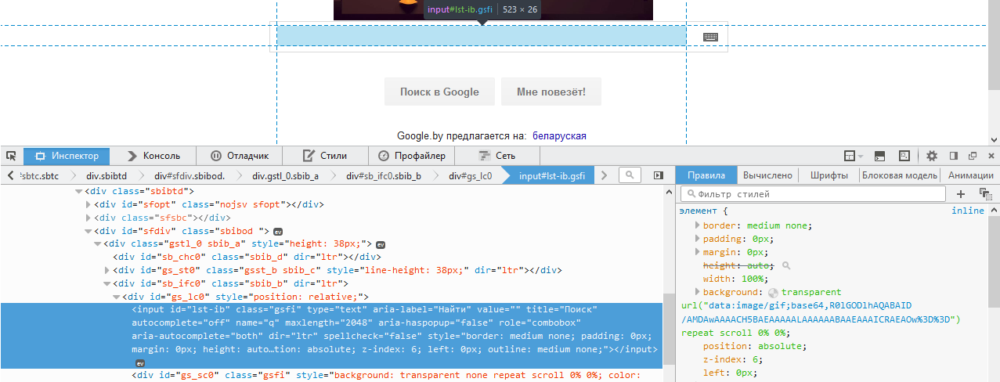 input#lst-ib.gsfi | 523 × 26
Поиск в Google Мне повезёт!
Google.by предлагается на: беларуская
Инспектор Консоль Отладчик Стили Профайлер Сеть
sbtc.sbtc div.sbibtd div#sfdiv.sbibod. div.gstl_0.sbib_a div#sb_ifc0.sbib_b div#gs_lc0 input#lst-ib.gsfi
<div class="sbibtd">
<div id="sfopt" class="nojsv sfopt"></div>
<div class="sfsbc"></div>
<div id="sfdiv" class="sbibod "> ev
<div class="gstl_0 sbib_a" style="height: 38px;"> ev
<div id="sb_chc0" class="sbib_d" dir="ltr"></div>
<div id="gs_st0" class="gsst_b sbib_c" style="line-height: 38px;" dir="ltr"></div>
<div id="sb_ifc0" class="sbib_b" dir="ltr">
<div id="gs_lc0" style="position: relative;">
<input id="lst-ib" class="gsfi" type="text" aria-label="Найти" value="" title="Поиск"
autocomplete="off" name="q" maxlength="2048" aria-haspopup="false" role="combobox"
aria-autocomplete="both" dir="ltr" spellcheck="false" style="border: medium none; padding: 0px;
margin: 0px; height: auto…tion: absolute; z-index: 6; left: 0px; outline: medium none;"></input>
ev
<div id="gs_sc0" class="gsfi" style="background: transparent none repeat scroll 0% 0%; color:
Правила Вычислено Шрифты Блоковая модель Анимации
Фильтр стилей
элемент { inline
border: medium none;
padding: 0px;
margin: 0px;
height: auto;
width: 100%;
background: transparent
url("data:image/gif;base64,R0lGODlhAQABAID
/AMDAwAAAACH5BAEAAAAALAAAAAABAAEAAAICRAEAOw%3D%3D")
repeat scroll 0% 0%;
position: absolute;
z-index: 6;
left: 0px;